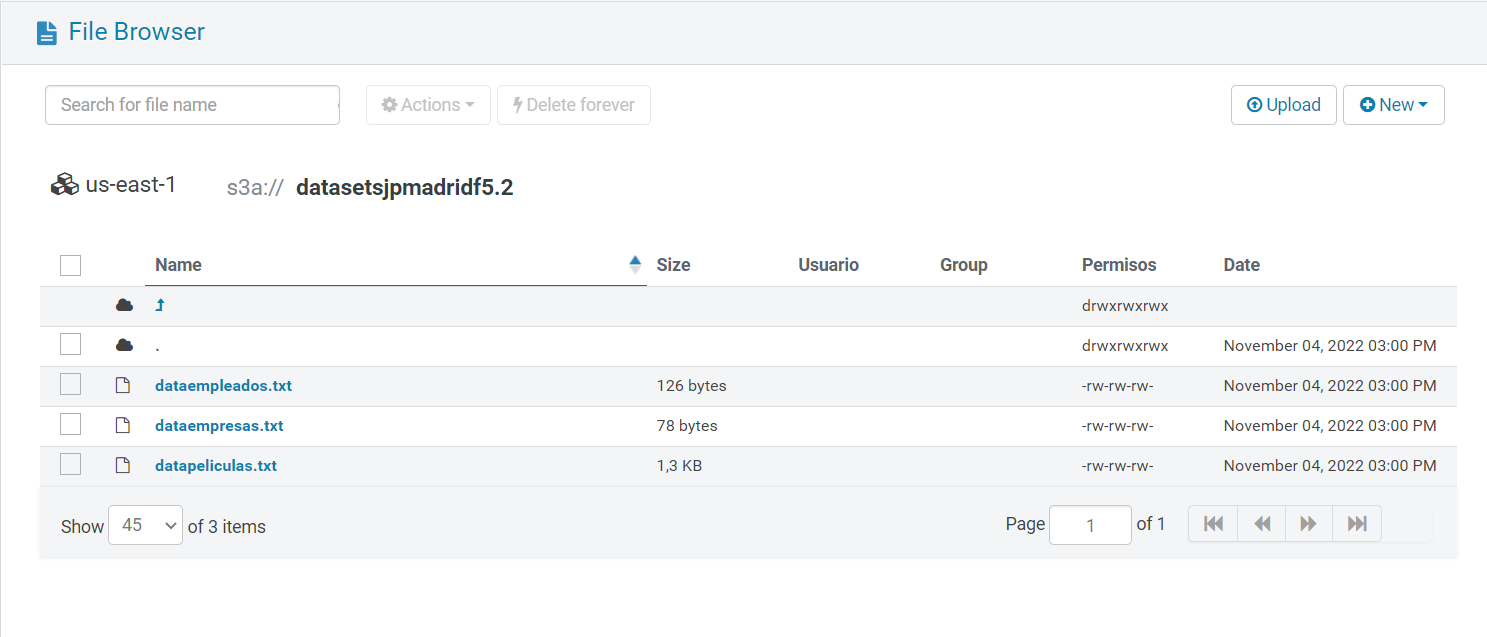 File Browser
Search for file name Actions Delete forever Upload New
us-east-1 s3a:// datasetsjpmadridf5.2
Name Size Usuario Group Permisos Date
drwxrwxrwx
. drwxrwxrwx November 04, 2022 03:00 PM
dataempleados.txt 126 bytes -rw-rw-rw- November 04, 2022 03:00 PM
dataempresas.txt 78 bytes -rw-rw-rw- November 04, 2022 03:00 PM
datapeliculas.txt 1,3 KB -rw-rw-rw- November 04, 2022 03:00 PM
Show 45 of 3 items Page 1 of 1